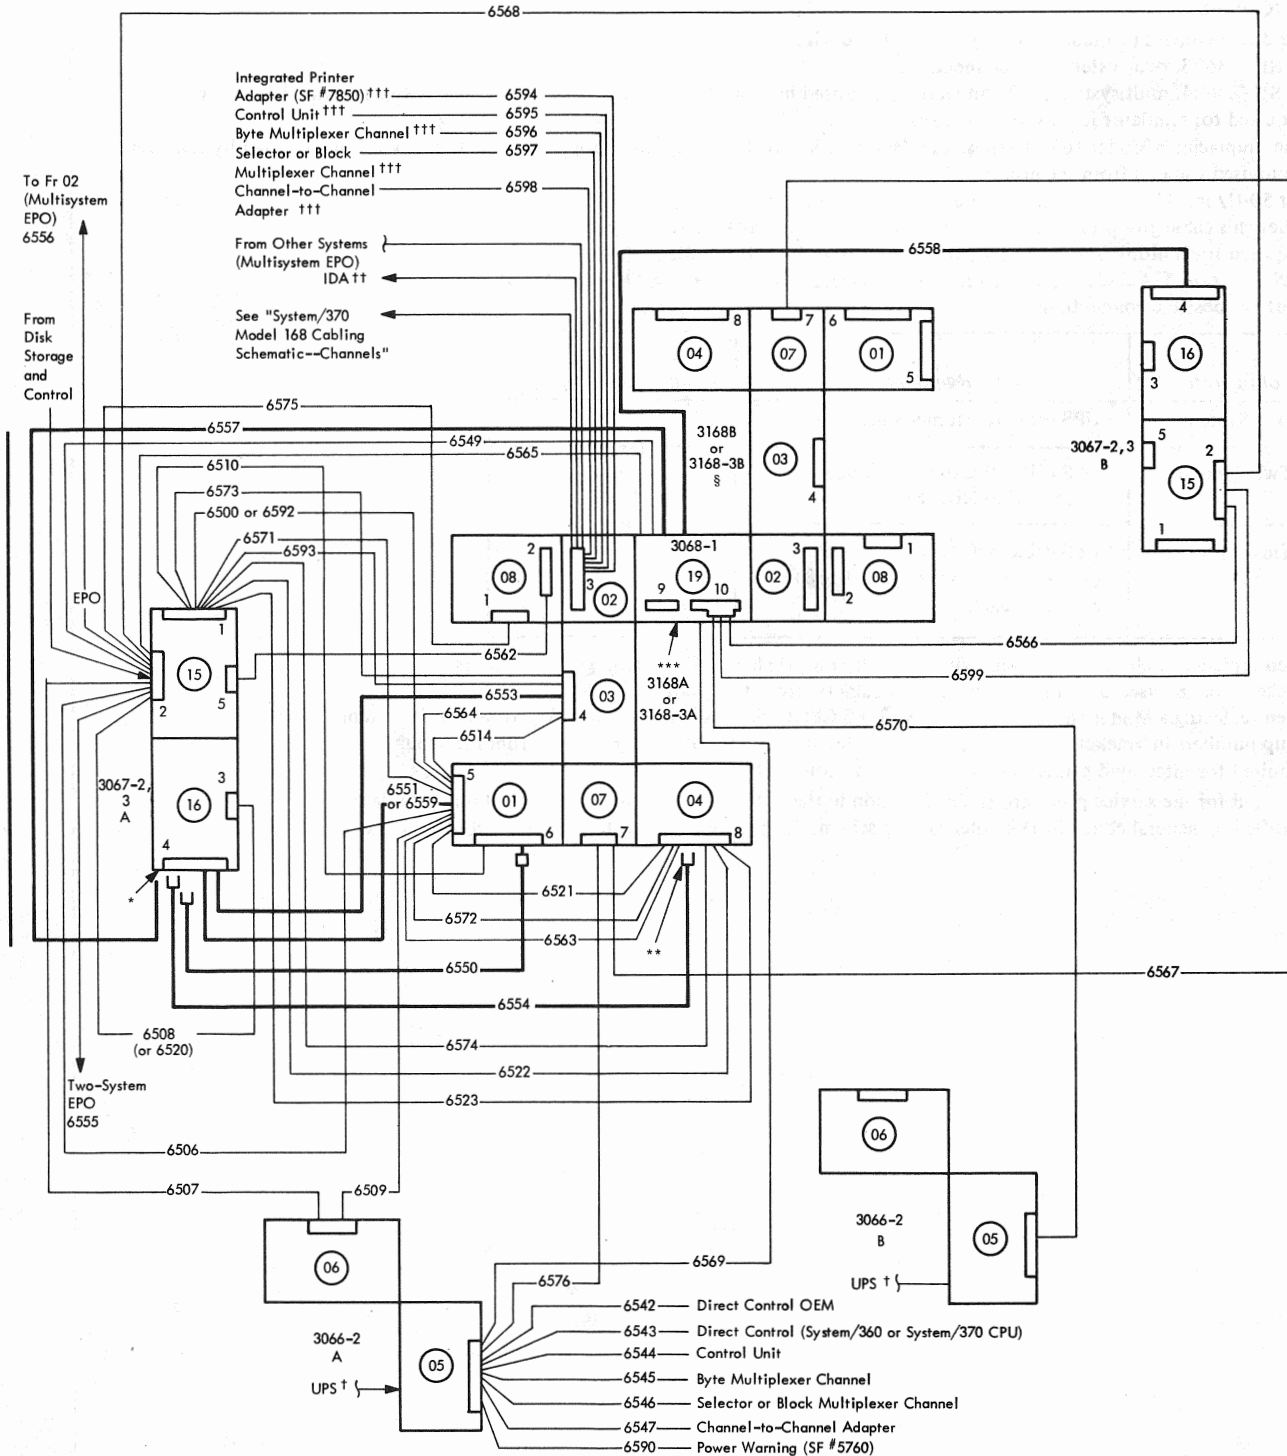 6568
Integrated Printer
Adapter (SF #7850)††† 6594
Control Unit††† 6595
Byte Multiplexer Channel ††† 6596
Selector or Block 6597
Multiplexer Channel†††
Channel-to-Channel 6598
Adapter †††
To Fr 02
(Multisystem
EPO)
6556
From Other Systems
(Multisystem EPO)
IDA††
6558
See "System/370
Model 168 Cabling
Schematic--Channels"
From
Disk
Storage
and
Control
8
04
7
07
6
01
5
4
16
3
6575
6557
6549
6565
6510
6573
6500 or 6592
6571
6593
3168B
or
3168-3B
§
03
4
3067-2,3
B
5
2
15
1
EPO
2
08
1
3
02
3068-1
19
9
10
3
02
1
08
2
1
15
2
5
6562
6566
***
3168A
or
3168-3A
6599
6553
03
4
6564
6514
6570
3067-2,
3
A
3
16
4
*
6551
or 6559
5
01
6
07
7
04
8
6521
6572
6563
**
6550
6567
6554
6508
(or 6520)
6574
6522
Two-System
EPO
6555
6523
6506
6507
6509
06
3066-2
B
05
UPS †
06
6569
6576
3066-2
A
05
UPS †
6542 Direct Control OEM
6543 Direct Control (System/360 or System/370 CPU)
6544 Control Unit
6545 Byte Multiplexer Channel
6546 Selector or Block Multiplexer Channel
6547 Channel-to-Channel Adapter
6590 Power Warning (SF #5760)